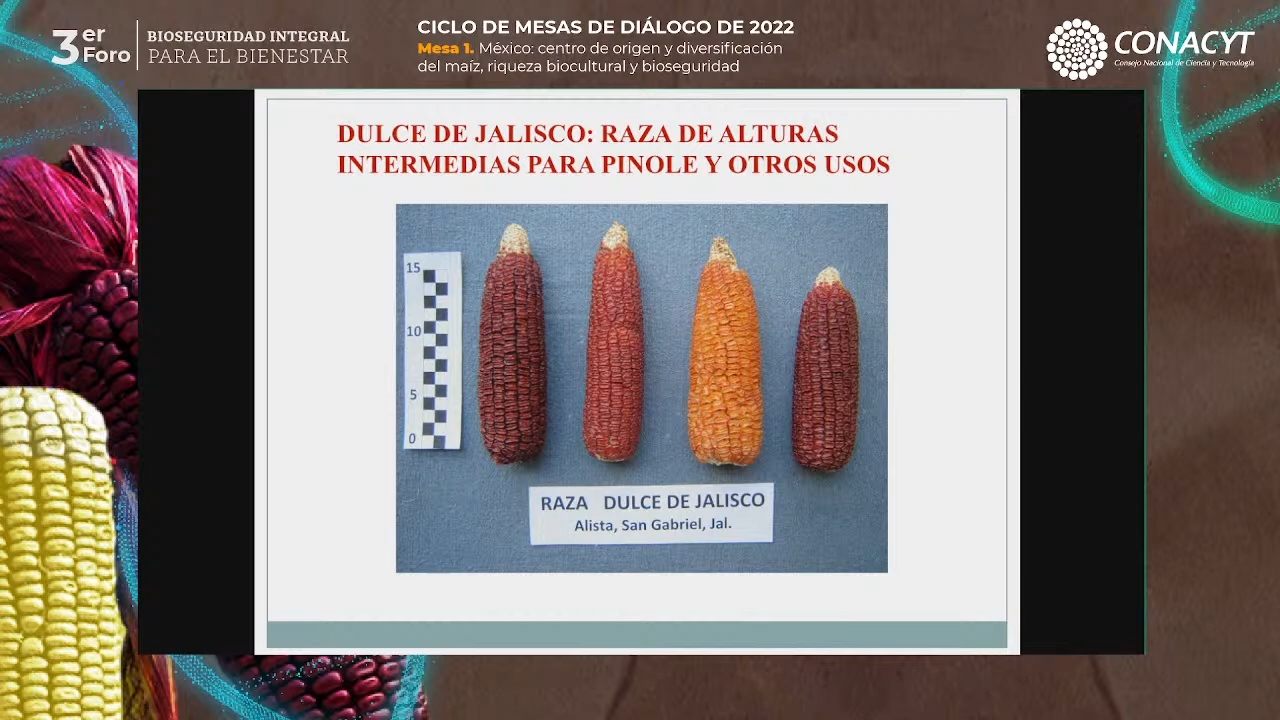 3er Foro
BIOSEGURIDAD INTEGRAL
PARA EL BIENESTAR
CICLO DE MESAS DE DIÁLOGO DE 2022
Mesa 1. México: centro de origen y diversificación
del maíz, riqueza biocultural y bioseguridad
CONACYT
Consejo Nacional de Ciencia y Tecnología
DULCE DE JALISCO: RAZA DE ALTURAS
INTERMEDIAS PARA PINOLE Y OTROS USOS
15
10
5
0
RAZA DULCE DE JALISCO
Alista, San Gabriel, Jal.